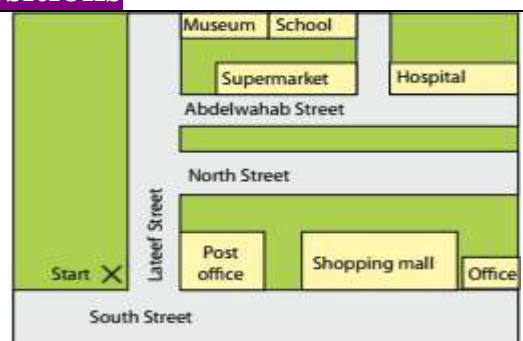 Museum School
Supermarket
Hospital
Abdelwahab Street
North Street
Lateef Street
Post
office
Shopping mall
Office
Start
South Street